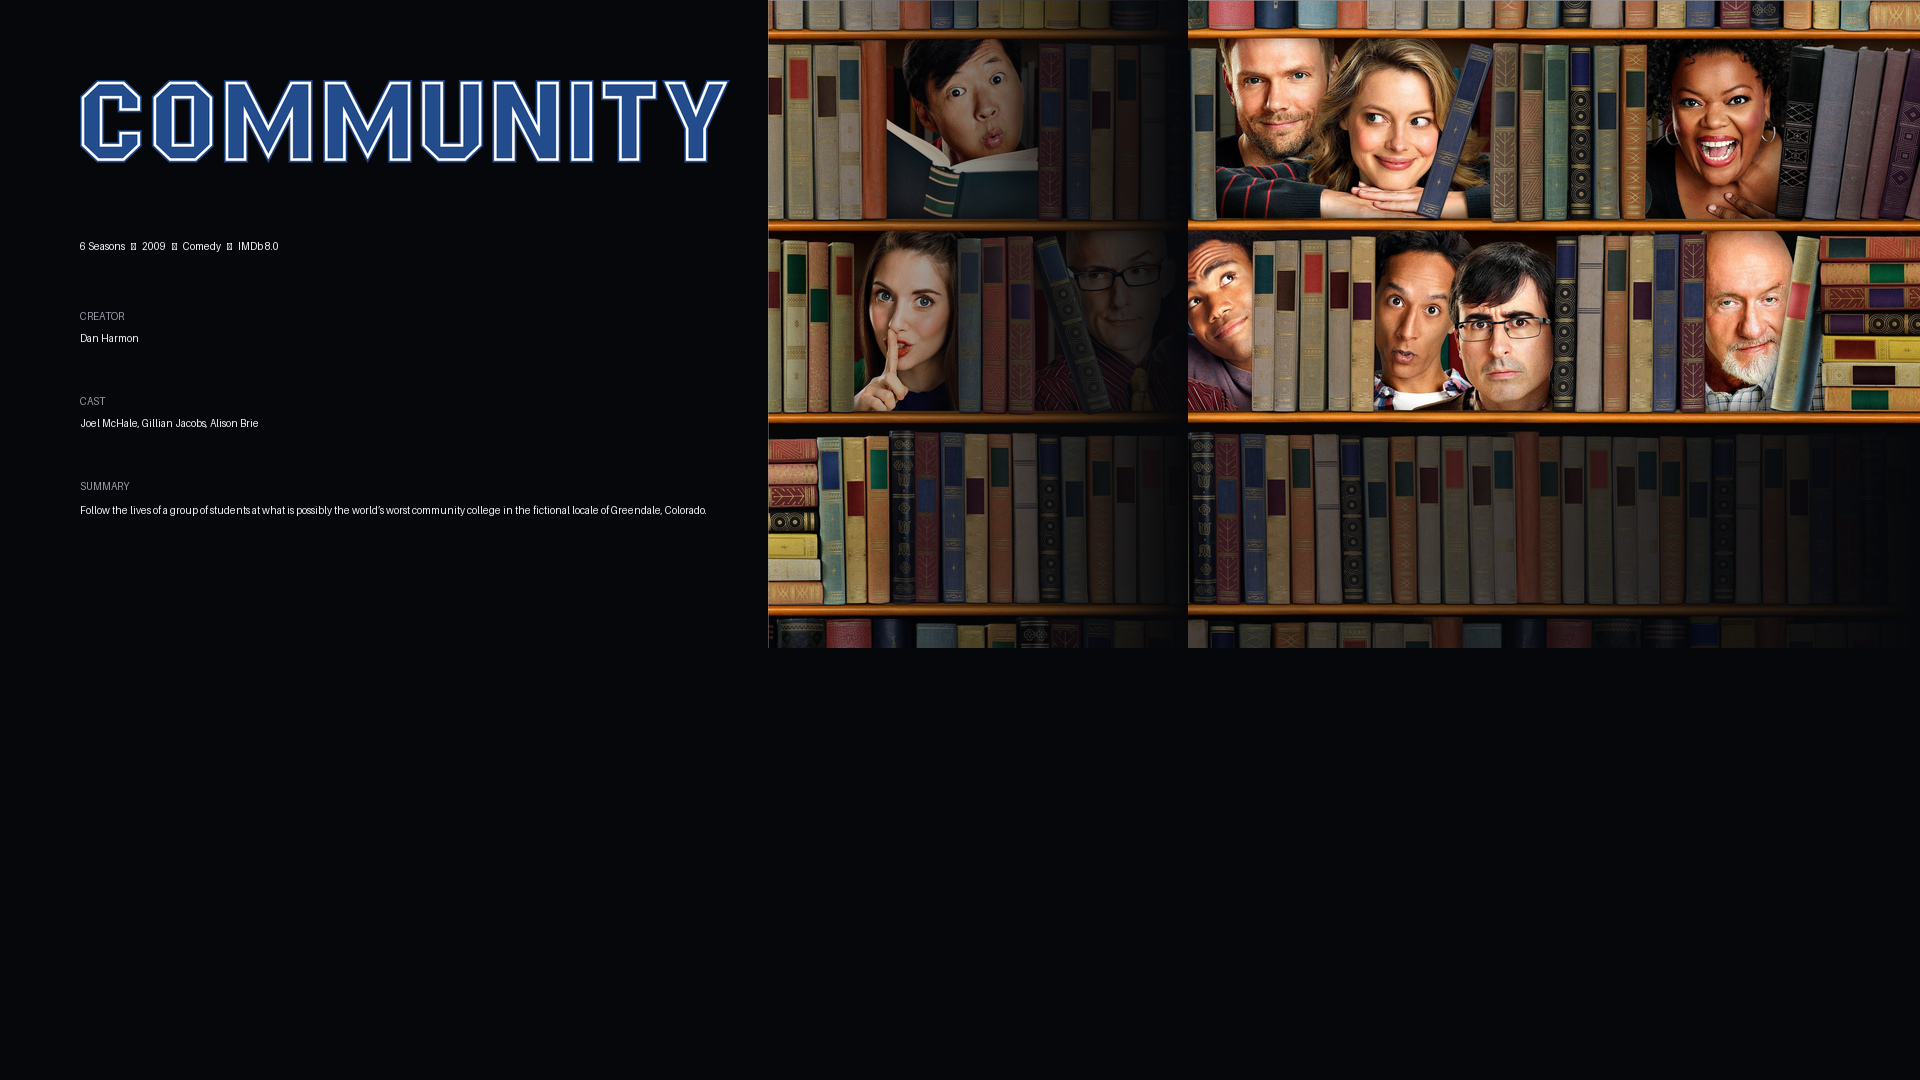 COMMUNITY
6 Seasons 2009 Comedy IMDb 8.0
CREATOR
Dan Harmon
CAST
Joel McHale, Gillian Jacobs, Alison Brie
SUMMARY
Follow the lives of a group of students at what is possibly the world's worst community college in the fictional locale of Greendale, Colorado.